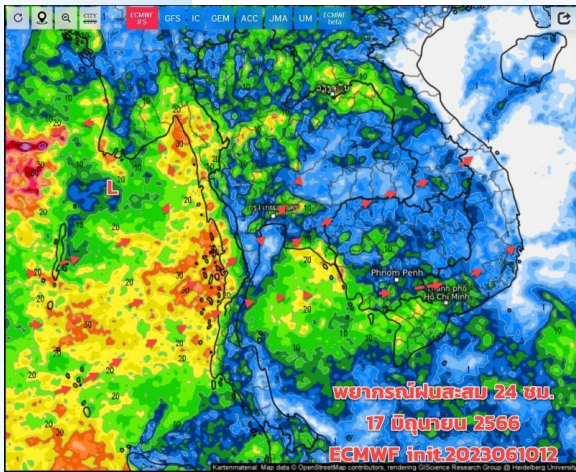 CITY
CITY
ECMWF
IFS
GFS
IC
GEM
ACC
JMA
UM
ECMWF
beta
L
Phnom Penh
Thành phố
Hồ Chí Minh
พยากรณ์ฝนสะสม 24 ชม.
17 มิถุนายน 2566
ECMWF init.2023061012
Kartenmaterial: Map data © OpenStreetMap contributors, rendering GIScience Research Group @ Heidelberg Univers